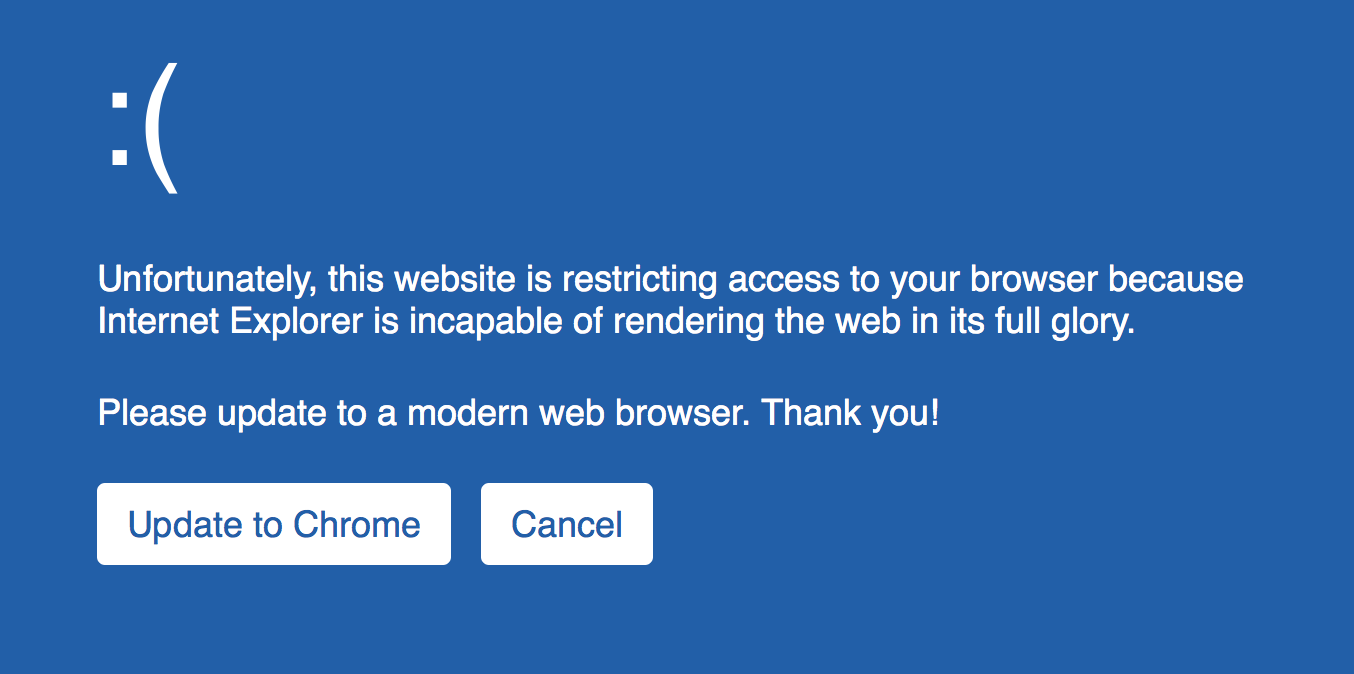 :(
Unfortunately, this website is restricting access to your browser because
Internet Explorer is incapable of rendering the web in its full glory.
Please update to a modern web browser. Thank you!
Update to Chrome
Cancel